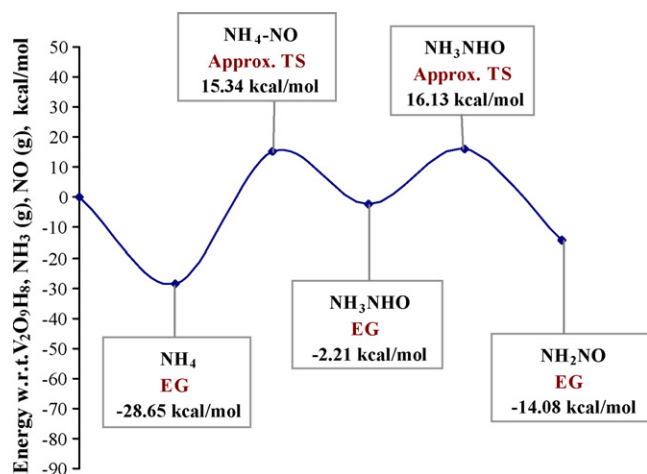 Energy w.r.t.V₂O₉H₈, NH₃ (g), NO (g), kcal/mol
50
40
30
20
10
0
-10
-20
-30
-40
-50
-60
-70
-80
-90
NH₄-NO
Approx. TS
15.34 kcal/mol
NH₃NHO
Approx. TS
16.13 kcal/mol
NH₄
EG
-28.65 kcal/mol
NH₃NHO
EG
-2.21 kcal/mol
NH₂NO
EG
-14.08 kcal/mol